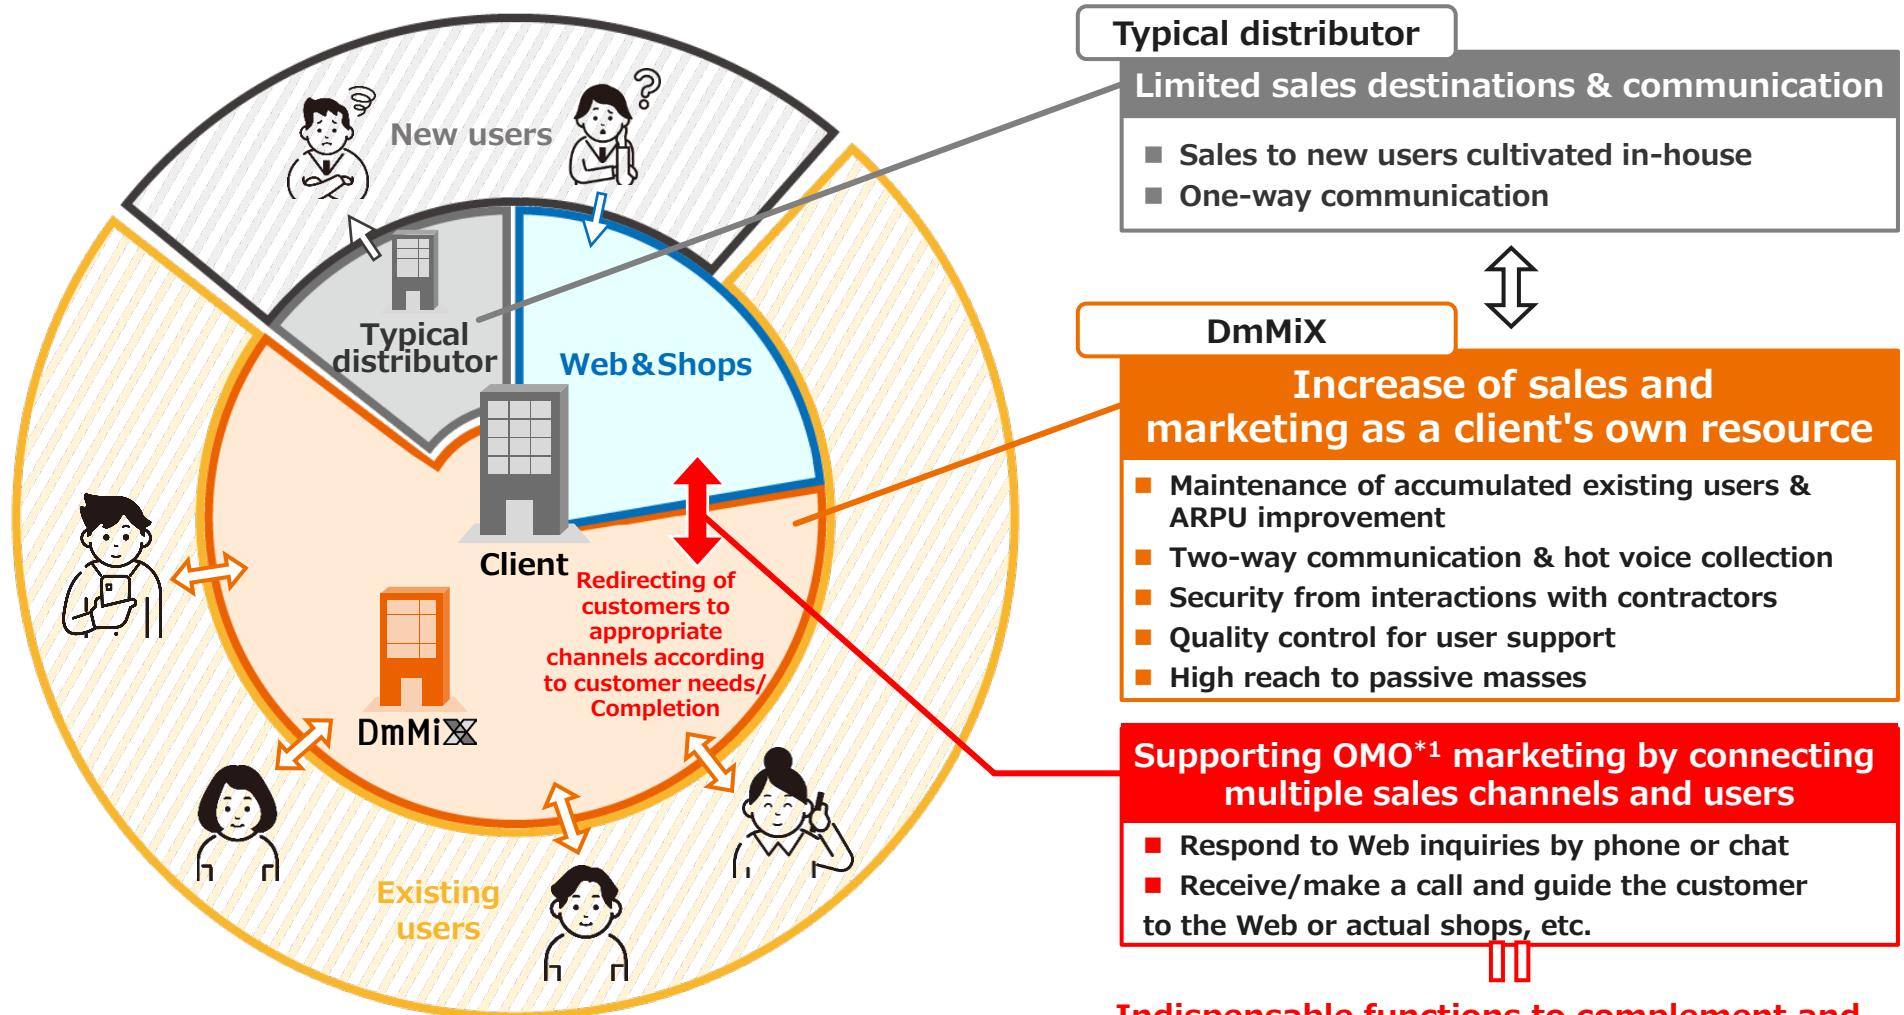 New users
Typical
distributor
Web&Shops
Client
Redirecting of
customers to
appropriate
channels according
to customer needs/
Completion
DmMiX
Existing
users
Typical distributor
Limited sales destinations & communication
■ Sales to new users cultivated in-house
■ One-way communication
DmMiX
Increase of sales and
marketing as a client's own resource
■ Maintenance of accumulated existing users &
ARPU improvement
■ Two-way communication & hot voice collection
■ Security from interactions with contractors
■ Quality control for user support
■ High reach to passive masses
Supporting OMO*1 marketing by connecting
multiple sales channels and users
■ Respond to Web inquiries by phone or chat
■ Receive/make a call and guide the customer
to the Web or actual shops, etc.
Indispensable functions to complement and